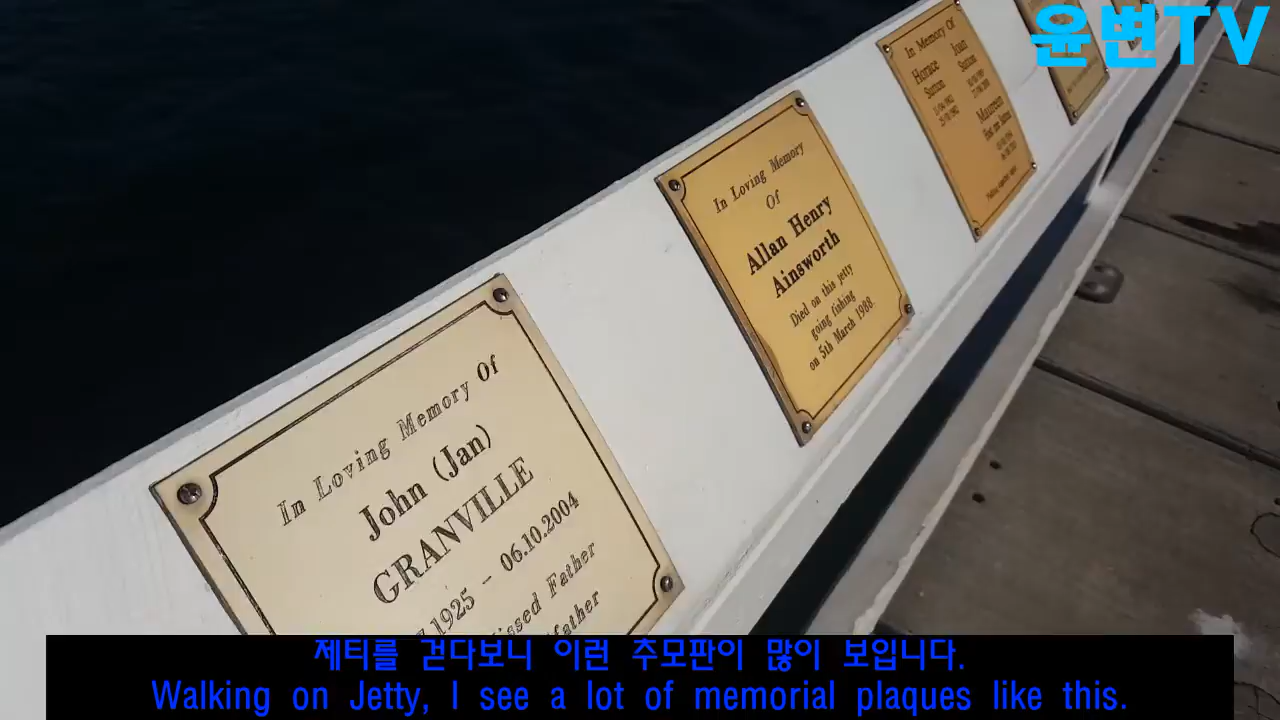 윤변TV
In Memory Of
Horace
Sutton
Joan
Sutton
Maureen
In Loving Memory
Of
Allan Henry
Ainsworth
Died on this jetty
going fishing
on 5th March 1988.
In Loving Memory Of
John (Jan)
GRANVILLE
1925 - 06.10.2004
Father
제티를 걷다보니 이런 추모판이 많이 보입니다.
Walking on Jetty, I see a lot of memorial plaques like this.